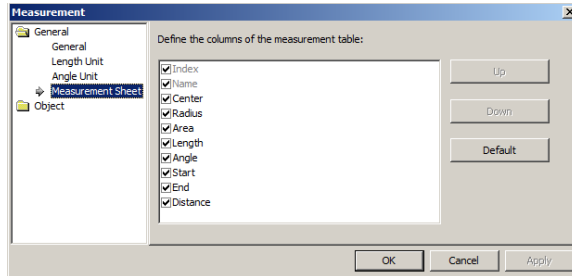 Measurement
General
General
Length Unit
Angle Unit
Measurement Sheet
Object
Define the columns of the measurement table:
Index
Name
Center
Radius
Area
Length
Angle
Start
End
Distance
Up
Down
Default
OK
Cancel
Apply